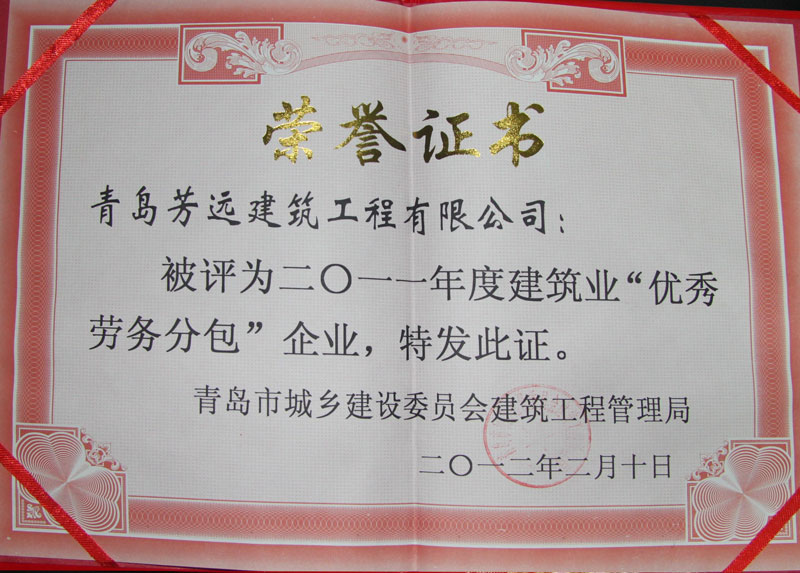 荣誉证书
青岛芳远建筑工程有限公司：
被评为二〇一一年度建筑业“优秀
劳务分包”企业，特发此证。
青岛市城乡建设委员会建筑工程管理局
二〇一二年二月十日